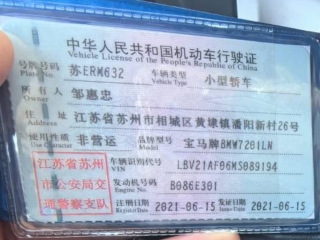 中华人民共和国机动车行驶证
Vehicle License of the People's Republic of China
号牌号码 苏ERM632 车辆类型 小型轿车
Plate No. Vehicle Type
所有人 邹惠忠
Owner
住址 江苏省苏州市相城区黄埭镇潘阳新村26号
Address
使用性质 非营运 品牌型号 宝马牌BMW7201LN
Use Character Model
江苏省苏州市公安局交通警察支队
车辆识别代号 LBV21AF06MS089194
VIN
发动机号码 B086E301
Engine No.
注册日期 2021-06-15 发证日期 2021-06-15
Register Date Issue Date